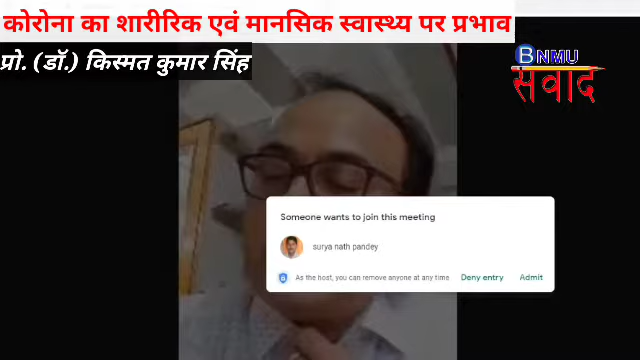 कोरोना का शारीरिक एवं मानसिक स्वास्थ्य पर प्रभाव
प्रो. (डॉ.) किस्मत कुमार सिंह
BNMU
संवाद
Someone wants to join this meeting
surya nath pandey
As the host, you can remove anyone at any time
Deny entry
Admit